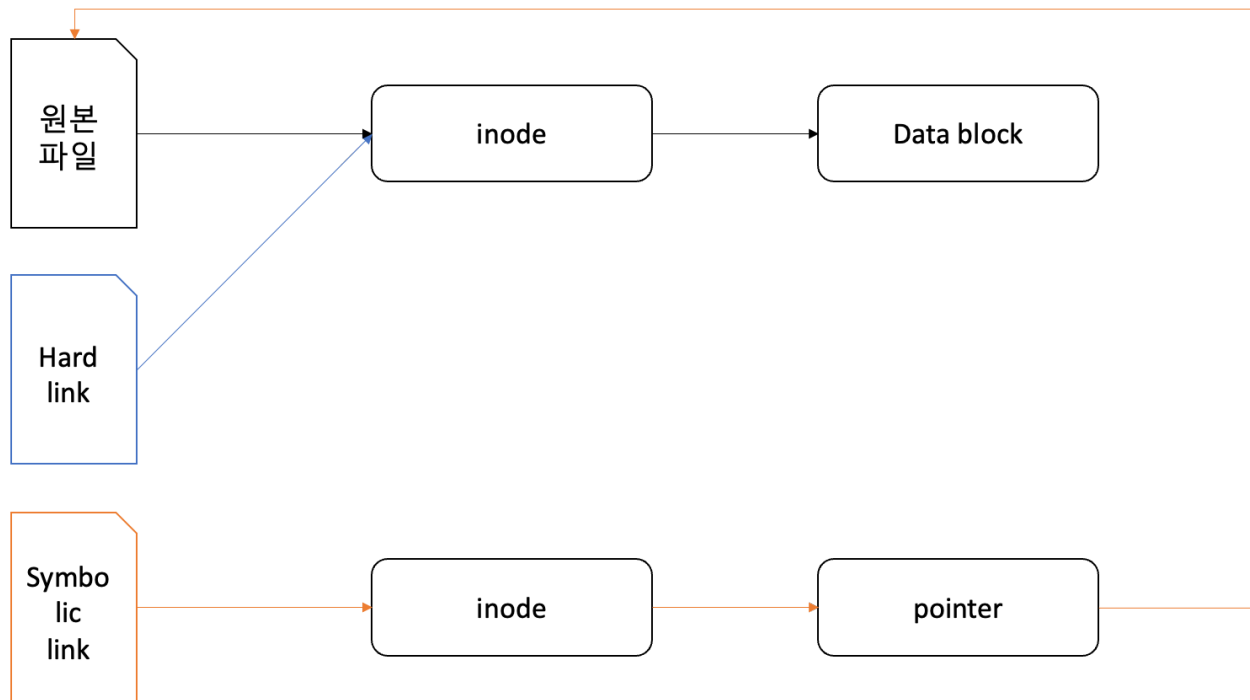 원본
파일
inode
Data block
Hard
link
Symbo
lic
link
inode
pointer